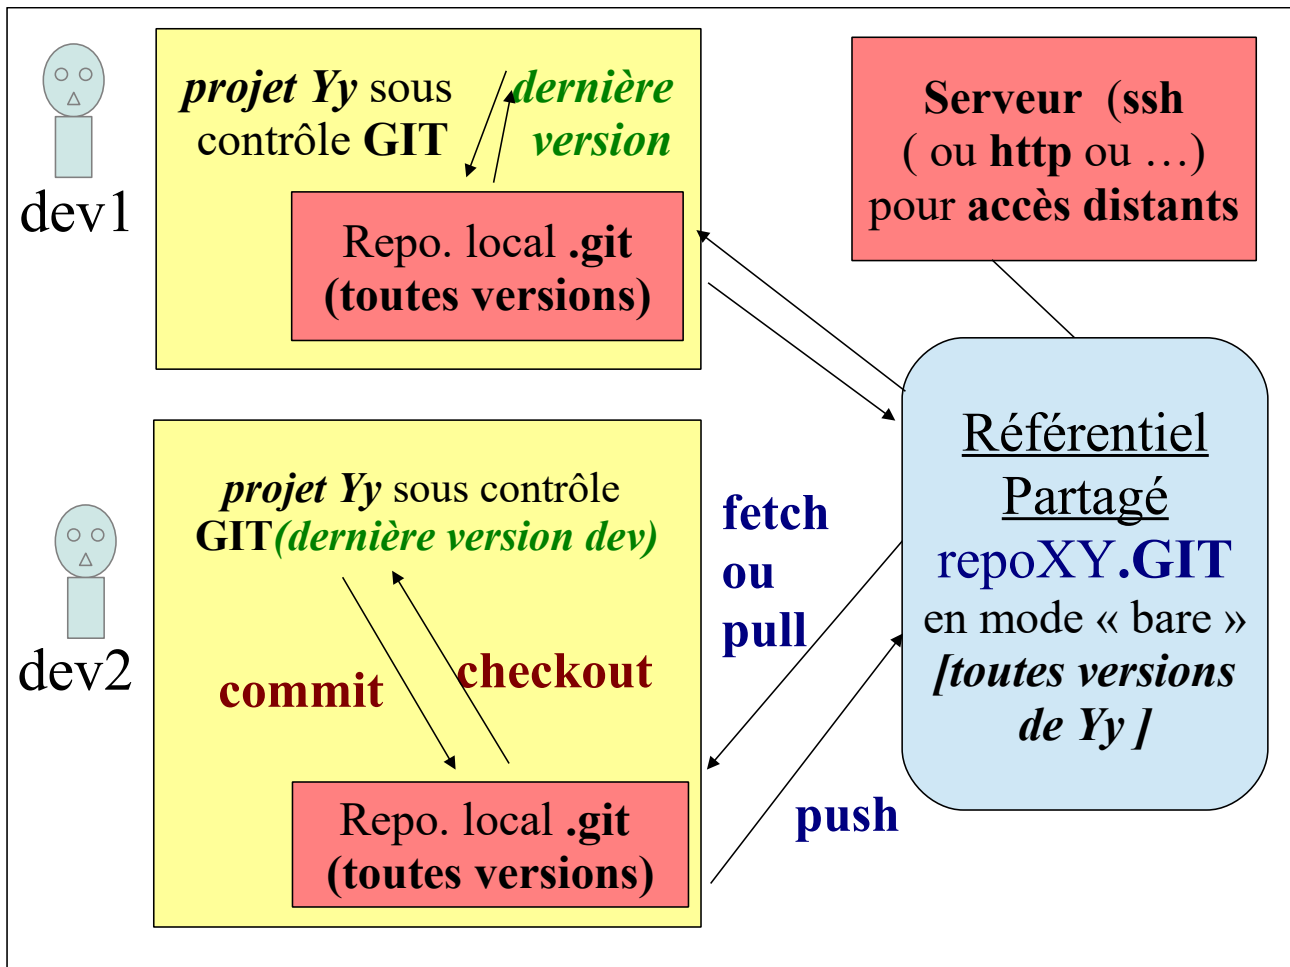 projet Yy sous
contrôle GIT
dernière
version
dev1
Repo. local .git
(toutes versions)
Serveur (ssh
( ou http ou …)
pour accès distants
projet Yy sous contrôle
GIT(dernière version dev)
dev2
commit
checkout
Repo. local .git
(toutes versions)
fetch
ou
pull
push
Référentiel
Partagé
repoXY.GIT
en mode « bare »
[toutes versions
de Yy ]